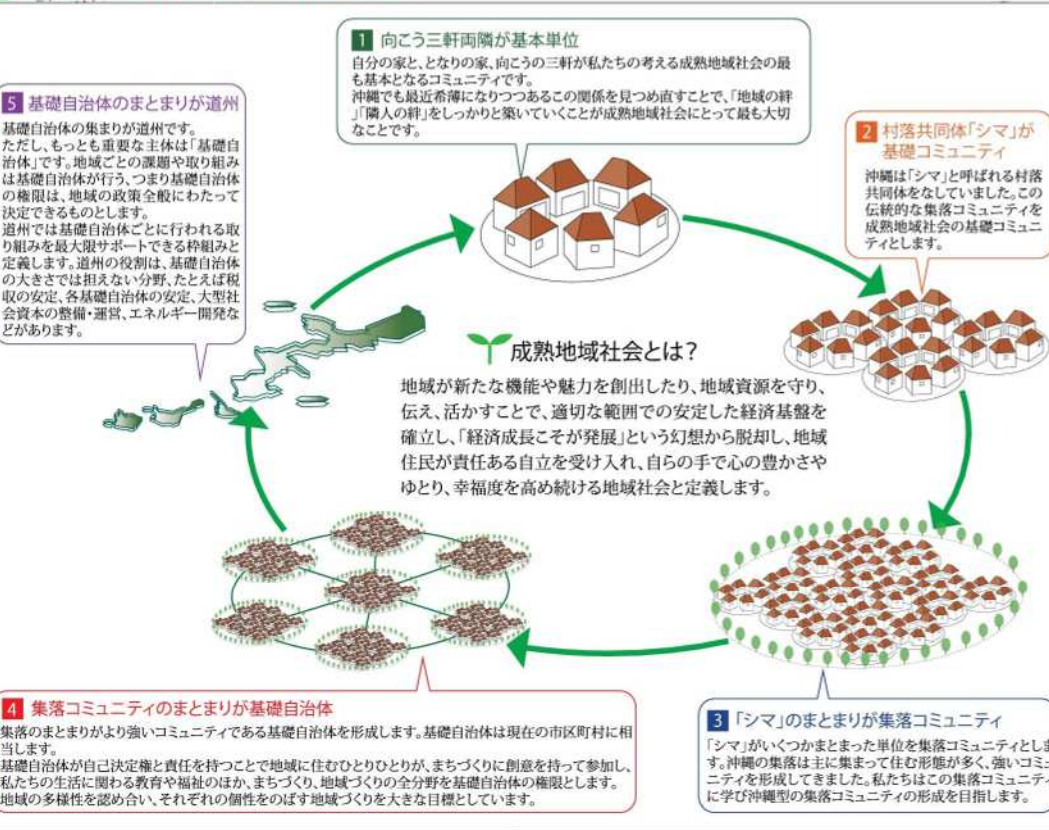 1 向こう三軒両隣が基本単位
自分の家と、となりの家、向こうの三軒が私たちの考える成熟地域社会の最
も基本となるコミュニティです。
沖縄でも最近希薄になりつつあるこの関係を見つめ直すことで、「地域の絆」
「隣人の絆」をしっかりと築いていくことが成熟地域社会にとって最も大切
なことです。
2 村落共同体「シマ」が
基礎コミュニティ
沖縄は「シマ」と呼ばれる村落
共同体をなしていました。この
伝統的な集落コミュニティを
成熟地域社会の基礎コミュニ
ティとします。
3 「シマ」のまとまりが集落コミュニティ
「シマ」がいくつかまとまった単位を集落コミュニティとしま
す。沖縄の集落は主に集まって住む形態が多く、強いコミュ
ニティを形成してきました。私たちはこの集落コミュニティ
に学び沖縄型の集落コミュニティの形成を目指します。
4 集落コミュニティのまとまりが基礎自治体
集落のまとまりがより強いコミュニティである基礎自治体を形成します。基礎自治体は現在の市区町村に相
当します。
基礎自治体が自己決定権と責任を持つことで地域に住むひとりひとりが、まちづくりに創意を持って参加し、
私たちの生活に関わる教育や福祉のほか、まちづくり、地域づくりの全分野を基礎自治体の権限とします。
地域の多様性を認め合い、それぞれの個性をのばす地域づくりを大きな目標としています。
5 基礎自治体のまとまりが道州
基礎自治体の集まりが道州です。
ただし、もっとも重要な主体は「基礎自
治体」です。地域ごとの課題や取り組み
は基礎自治体が行う、つまり基礎自治体
の権限は、地域の政策全般にわたって
決定できるものとします。
道州では基礎自治体ごとに行われる取
り組みを最大限サポートできる枠組みと
定義します。道州の役割は、基礎自治体
の大きさでは担えない分野、たとえば税
収の安定、各基礎自治体の安定、大型社
会資本の整備・運営、エネルギー開発な
どがあります。
成熟地域社会とは?
地域が新たな機能や魅力を創出したり、地域資源を守り、
伝え、活かすことで、適切な範囲での安定した経済基盤を
確立し、「経済成長こそが発展」という幻想から脱却し、地域
住民が責任ある自立を受け入れ、自らの手で心の豊かさや
ゆとり、幸福度を高め続ける地域社会と定義します。